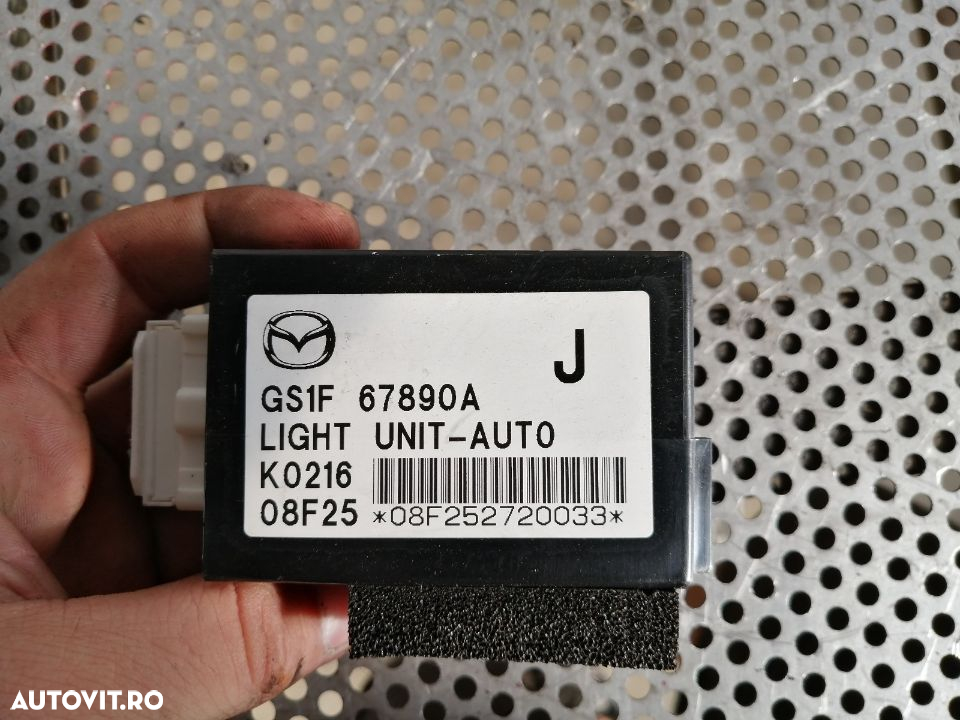 J
GS1F 67890A
LIGHT UNIT-AUTO
K0216
08F25 *08F252720033*
AUTOVIT.RO